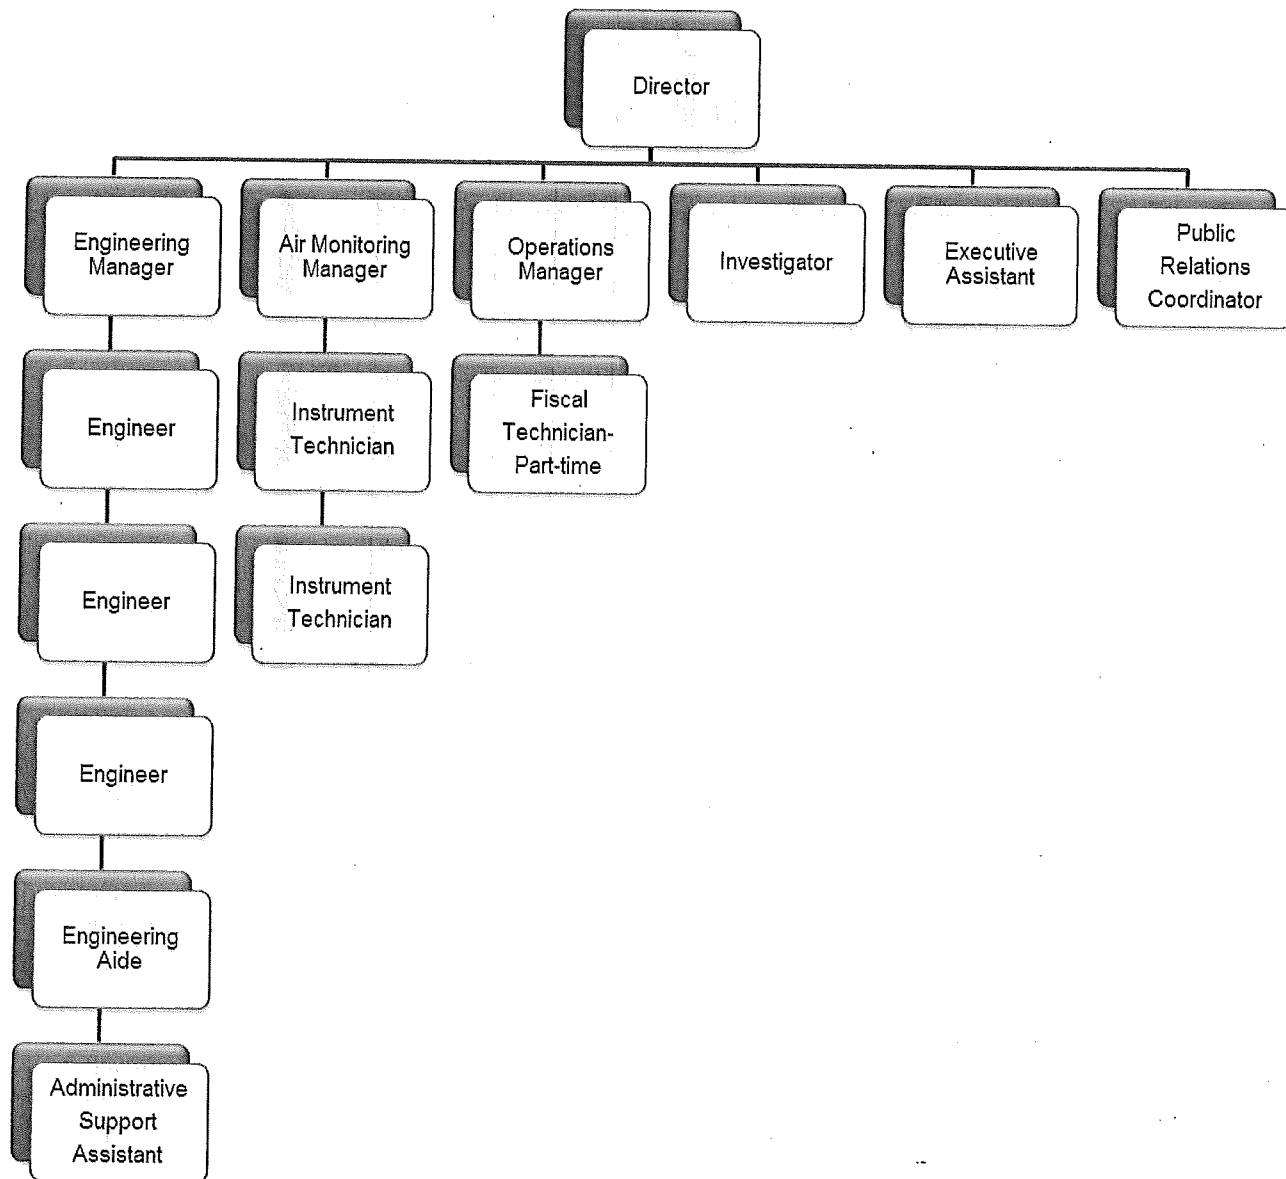 Director
Engineering
Manager
Air Monitoring
Manager
Operations
Manager
Investigator
Executive
Assistant
Public
Relations
Coordinator
Engineer
Instrument
Technician
Fiscal
Technician-
Part-time
Engineer
Instrument
Technician
Engineer
Engineering
Aide
Administrative
Support
Assistant